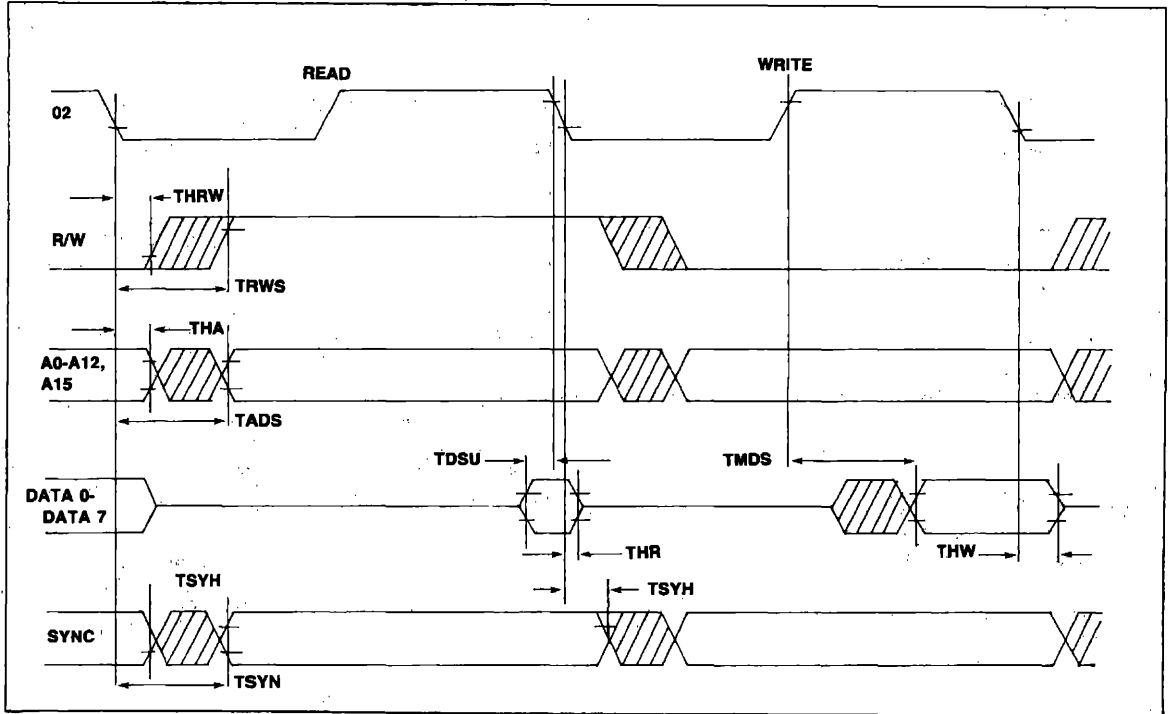 READ
WRITE
02
THRW
R/W
TRWS
THA
A0-A12,
A15
TADS
TDSU
TMDS
DATA 0-
DATA 7
THR
THW
TSYH
TSYH
SYNC
TSYN